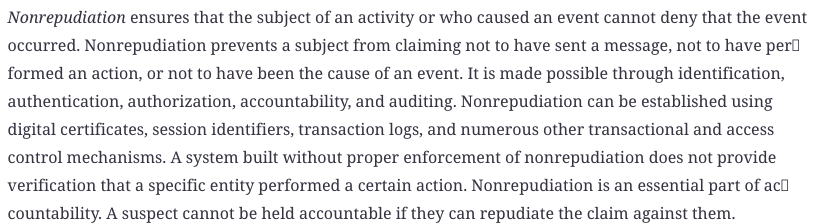 Nonrepudiation ensures that the subject of an activity or who caused an event cannot deny that the event
occurred. Nonrepudiation prevents a subject from claiming not to have sent a message, not to have per▯
formed an action, or not to have been the cause of an event. It is made possible through identification,
authentication, authorization, accountability, and auditing. Nonrepudiation can be established using
digital certificates, session identifiers, transaction logs, and numerous other transactional and access
control mechanisms. A system built without proper enforcement of nonrepudiation does not provide
verification that a specific entity performed a certain action. Nonrepudiation is an essential part of ac▯
countability. A suspect cannot be held accountable if they can repudiate the claim against them.